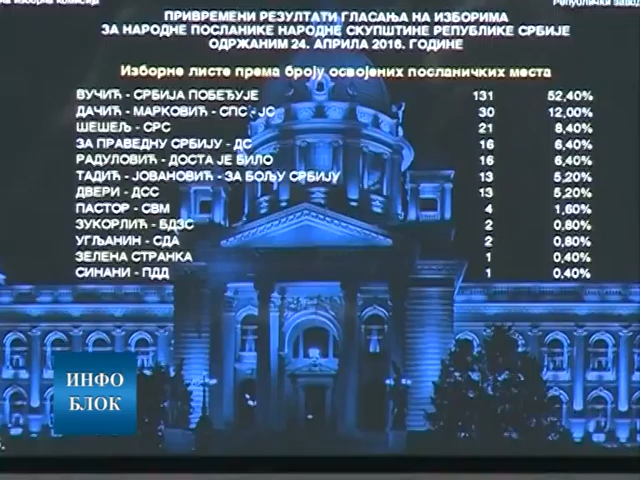 на изборна комисија
Републички завод
ПРИВРЕМЕНИ РЕЗУЛТАТИ ГЛАСАЊА НА ИЗБОРИМА
ЗА НАРОДНЕ ПОСЛАНИКЕ НАРОДНЕ СКУПШТИНЕ РЕПУБЛИКЕ СРБИЈЕ
ОДРЖАНИМ 24. АПРИЛА 2016. ГОДИНЕ
Изборне листе према броју освојених посланичких места
ВУЧИЋ - СРБИЈА ПОБЕЂУЈЕ 131 52,40%
ДАЧИЋ - МАРКОВИЋ - СПС - ЈС 30 12,00%
ШЕШЕЉ - СРС 21 8,40%
ЗА ПРАВЕДНУ СРБИЈУ - ДС 16 6,40%
РАДУЛОВИЋ - ДОСТА ЈЕ БИЛО 16 6,40%
ТАДИЋ - ЈОВАНОВИЋ - ЗА БОЉУ СРБИЈУ 13 5,20%
ДВЕРИ - ДСС 13 5,20%
ПАСТОР - СВМ 4 1,60%
ЗУКОРЛИЋ - БДЗС 2 0,80%
УГЉАНИН - СДА 2 0,80%
ЗЕЛЕНА СТРАНКА 1 0,40%
СИНАНИ - ПДД 1 0,40%
ИНФО
БЛОК